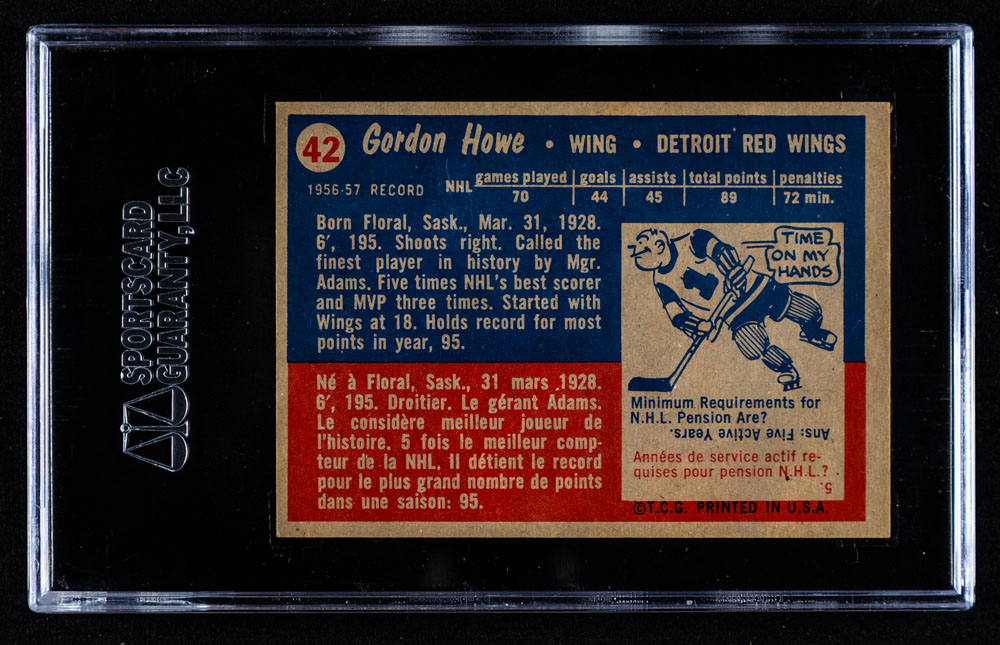 SPORTSCARD
GUARANTY, LLC
42 Gordon Howe • WING • DETROIT RED WINGS
1956-57 RECORD NHL games played goals assists total points penalties
70 44 45 89 72 min.
Born Floral, Sask., Mar. 31, 1928.
6', 195. Shoots right. Called the
finest player in history by Mgr.
Adams. Five times NHL's best scorer
and MVP three times. Started with
Wings at 18. Holds record for most
points in year, 95.
Né à Floral, Sask., 31 mars 1928.
6', 195. Droitier. Le gérant Adams.
Le considère meilleur joueur de
l'histoire. 5 fois le meilleur comp-
teur de la NHL. Il détient le record
pour le plus grand nombre de points
dans une saison: 95.
TIME
ON MY
HANDS
Minimum Requirements for
N.H.L. Pension Are?
Ans: Five Active Years.
Années de service actif re-
quises pour pension N.H.L.?
5.
©T.C.G. PRINTED IN U.S.A.